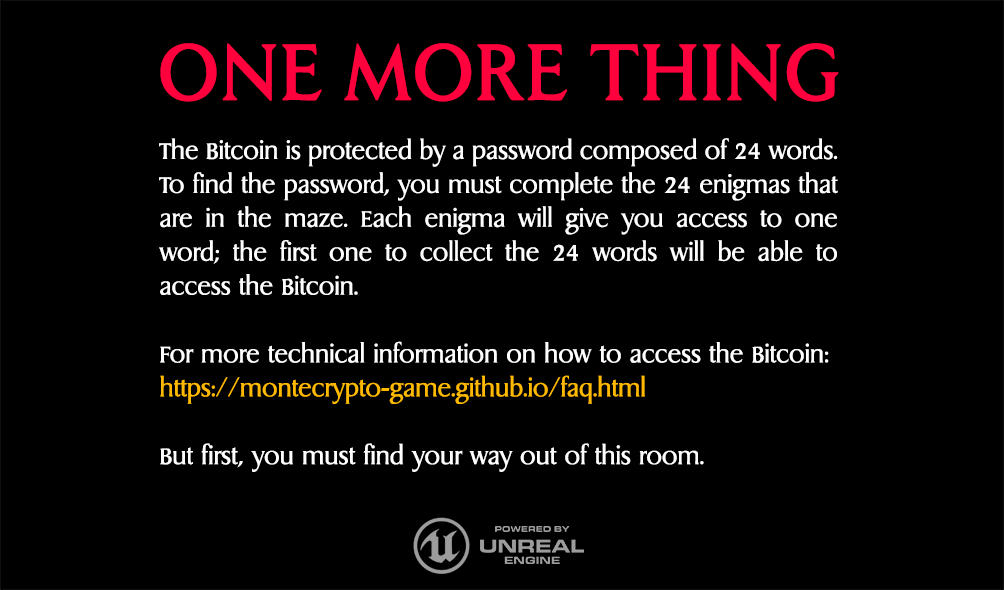 ONE MORE THING
The Bitcoin is protected by a password composed of 24 words.
To find the password, you must complete the 24 enigmas that
are in the maze. Each enigma will give you access to one
word; the first one to collect the 24 words will be able to
access the Bitcoin.
For more technical information on how to access the Bitcoin:
https://montecrypto-game.github.io/faq.html
But first, you must find your way out of this room.
POWERED BY
UNREAL
ENGINE